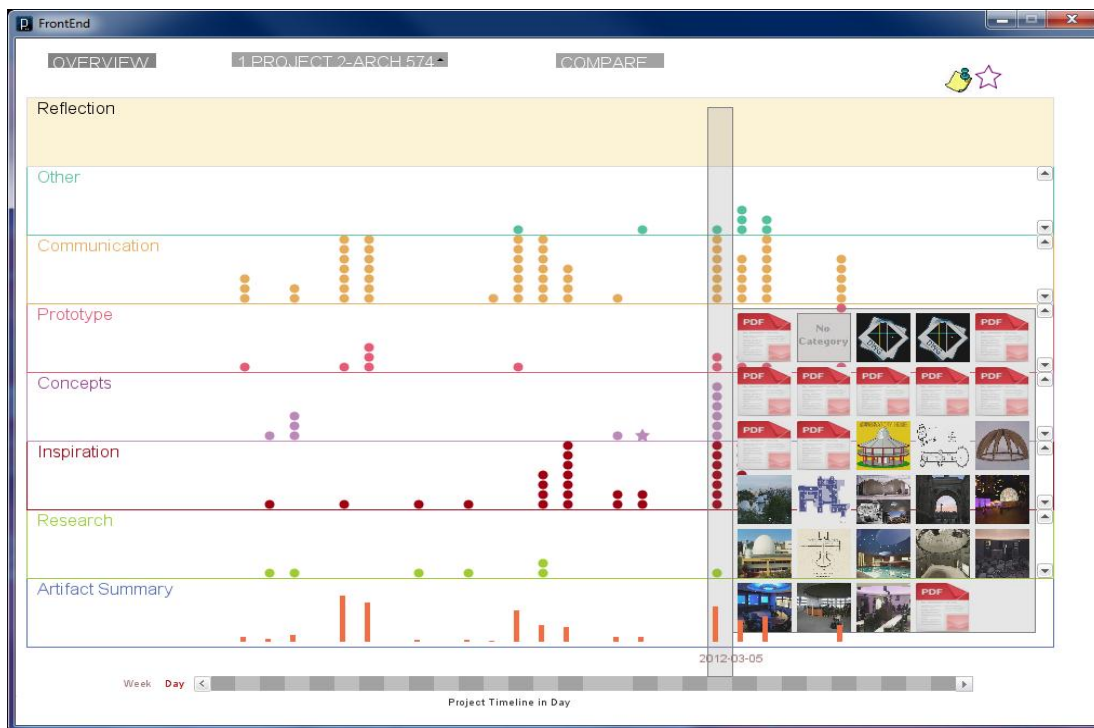 FrontEnd
OVERVIEW
1 PROJECT 2-ARCH 574
COMPARE
Reflection
Other
Communication
Prototype
PDF
No
Category
DWG
DWG
PDF
Concepts
PDF
PDF
PDF
PDF
PDF
PDF
PDF
Inspiration
Research
Artifact Summary
PDF
2012-03-05
Week Day
Project Timeline in Day